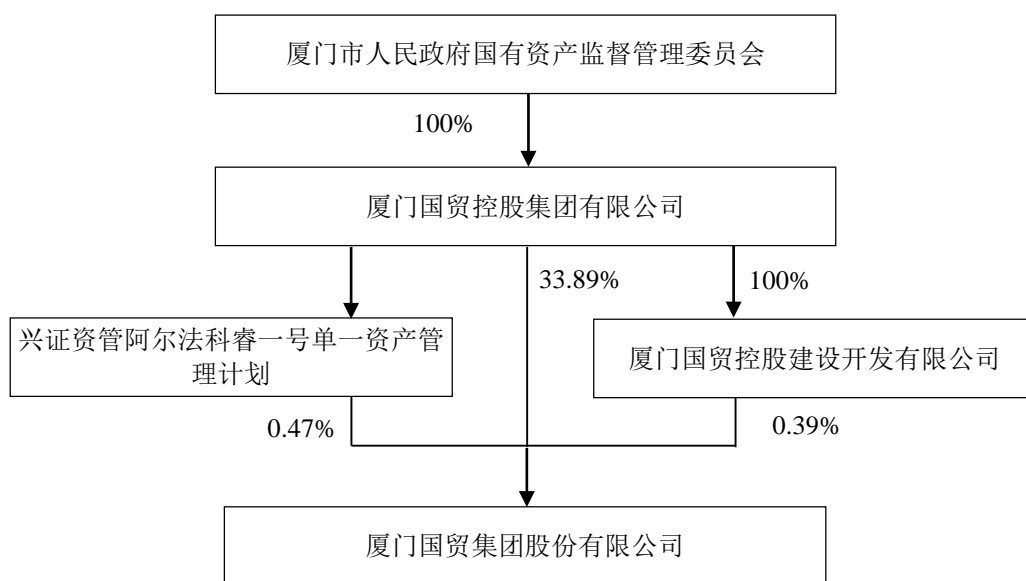 厦门市人民政府国有资产监督管理委员会
100%
厦门国贸控股集团有限公司
33.89%
100%
兴证资管阿尔法科睿一号单一资产管
理计划
厦门国贸控股建设开发有限公司
0.47%
0.39%
厦门国贸集团股份有限公司